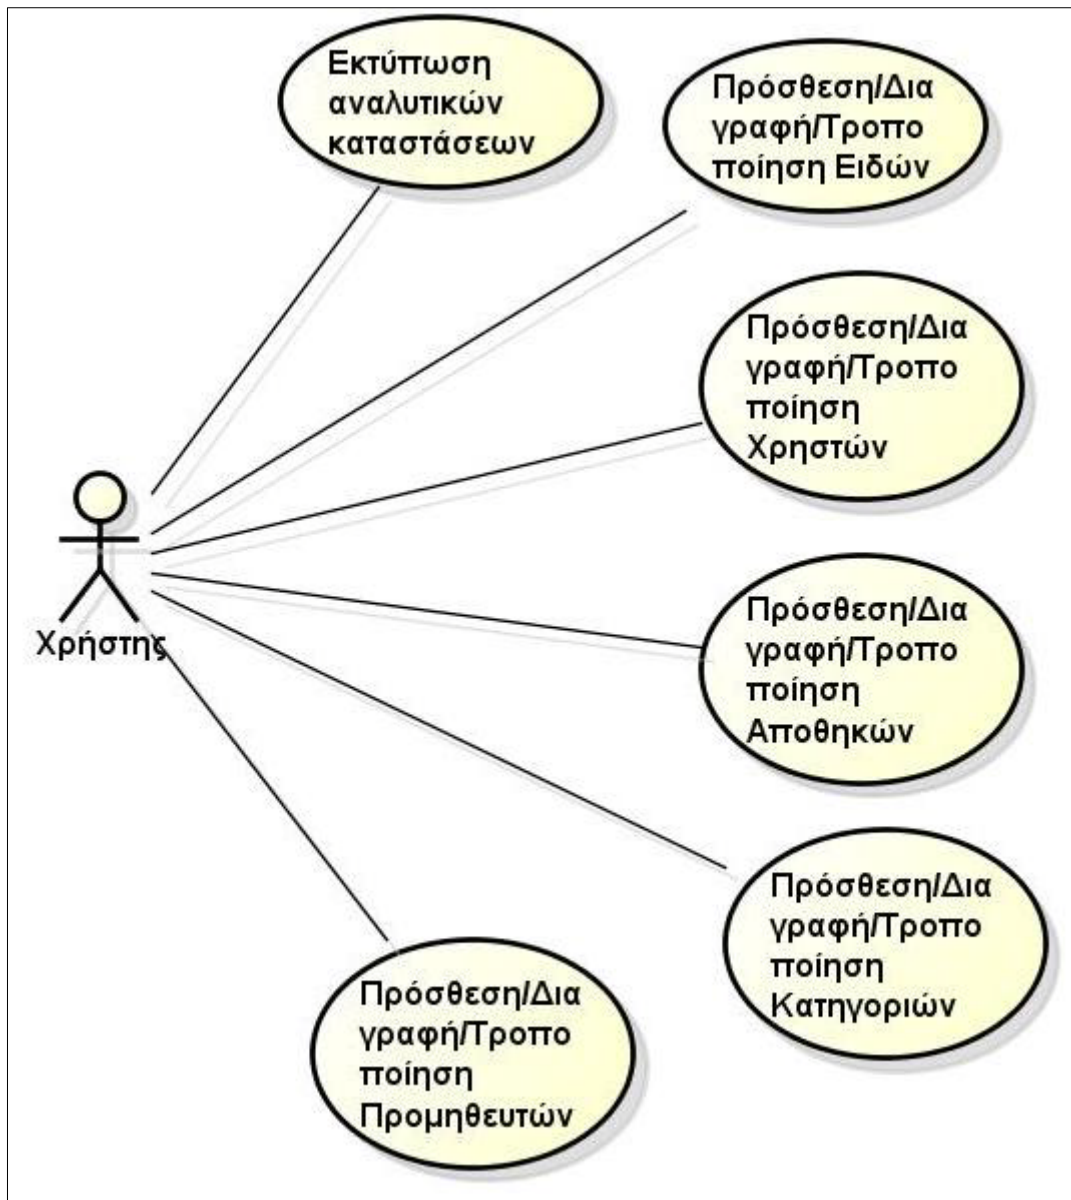 Εκτύπωση
αναλυτικών
καταστάσεων
Πρόσθεση/Δια
γραφή/Τροπο
ποίηση Ειδών
Πρόσθεση/Δια
γραφή/Τροπο
ποίηση
Χρηστών
Χρήστης
Πρόσθεση/Δια
γραφή/Τροπο
ποίηση
Αποθηκών
Πρόσθεση/Δια
γραφή/Τροπο
ποίηση
Κατηγοριών
Πρόσθεση/Δια
γραφή/Τροπο
ποίηση
Προμηθευτών